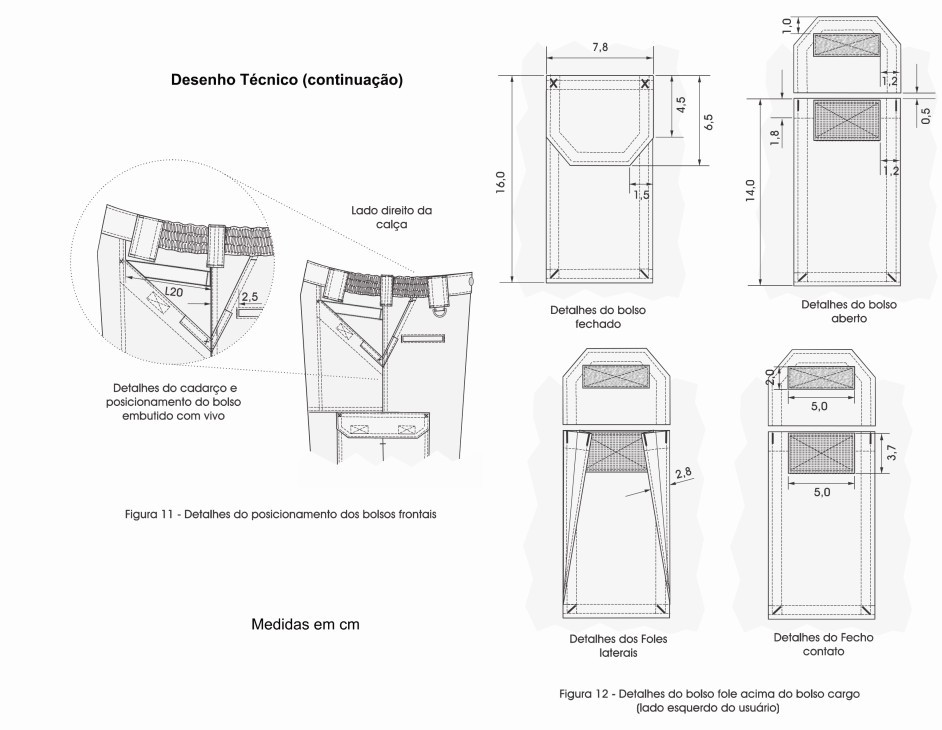 Desenho Técnico (continuação)
Lado direito da
calça
L20
2,5
Detalhes do cadarço e
posicionamento do bolso
embutido com vivo
Figura 11 - Detalhes do posicionamento dos bolsos frontais
Medidas em cm
7,8
16,0
4,5
6,5
1,5
Detalhes do bolso
fechado
1,0
1,2
0,5
1,8
1,2
14,0
Detalhes do bolso
aberto
2,8
Detalhes dos Foles
laterais
2,0
5,0
3,7
5,0
Detalhes do Fecho
contato
Figura 12 - Detalhes do bolso fole acima do bolso cargo
(lado esquerdo do usuário)